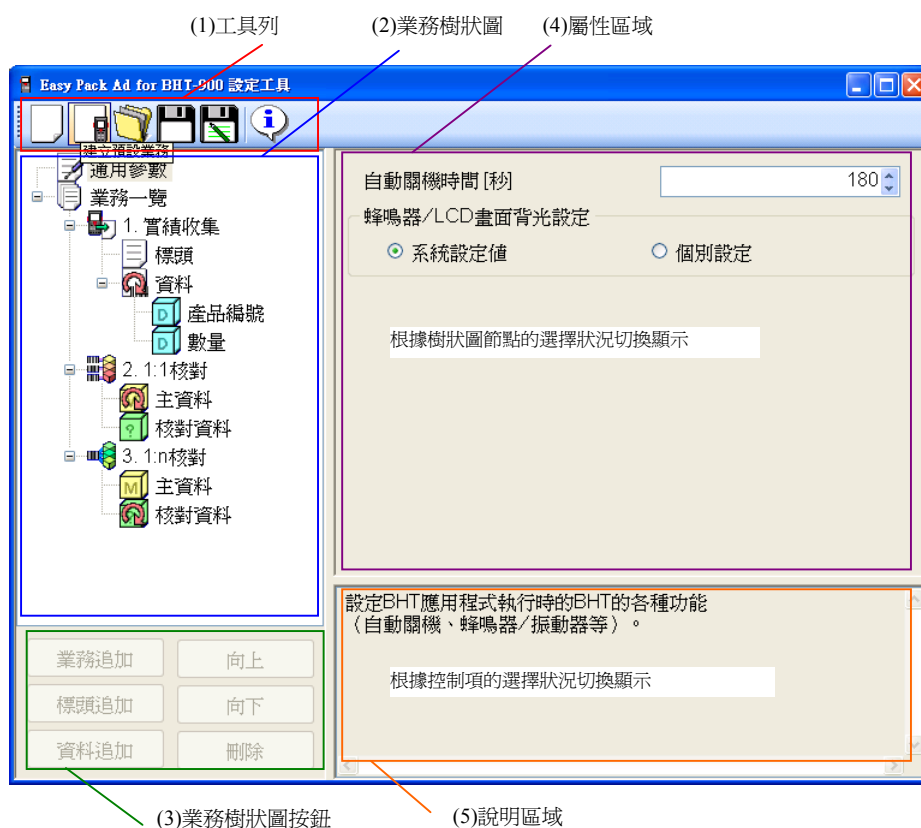 (1)工具列
(2)業務樹狀圖
(4)屬性區域
Easy Pack Ad for BHT-900 設定工具
建立預設業務
通用參數
業務一覽
1. 實績收集
標頭
資料
D 產品編號
D 數量
2. 1:1核對
主資料
? 核對資料
3. 1:n核對
M 主資料
核對資料
自動關機時間 [秒]
180
蜂鳴器/LCD畫面背光設定
系統設定值
個別設定
根據樹狀圖節點的選擇狀況切換顯示
設定BHT應用程式執行時的BHT的各種功能
（自動關機、蜂鳴器/振動器等）。
根據控制項的選擇狀況切換顯示
業務追加
向上
標頭追加
向下
資料追加
刪除
(3)業務樹狀圖按鈕
(5)說明區域